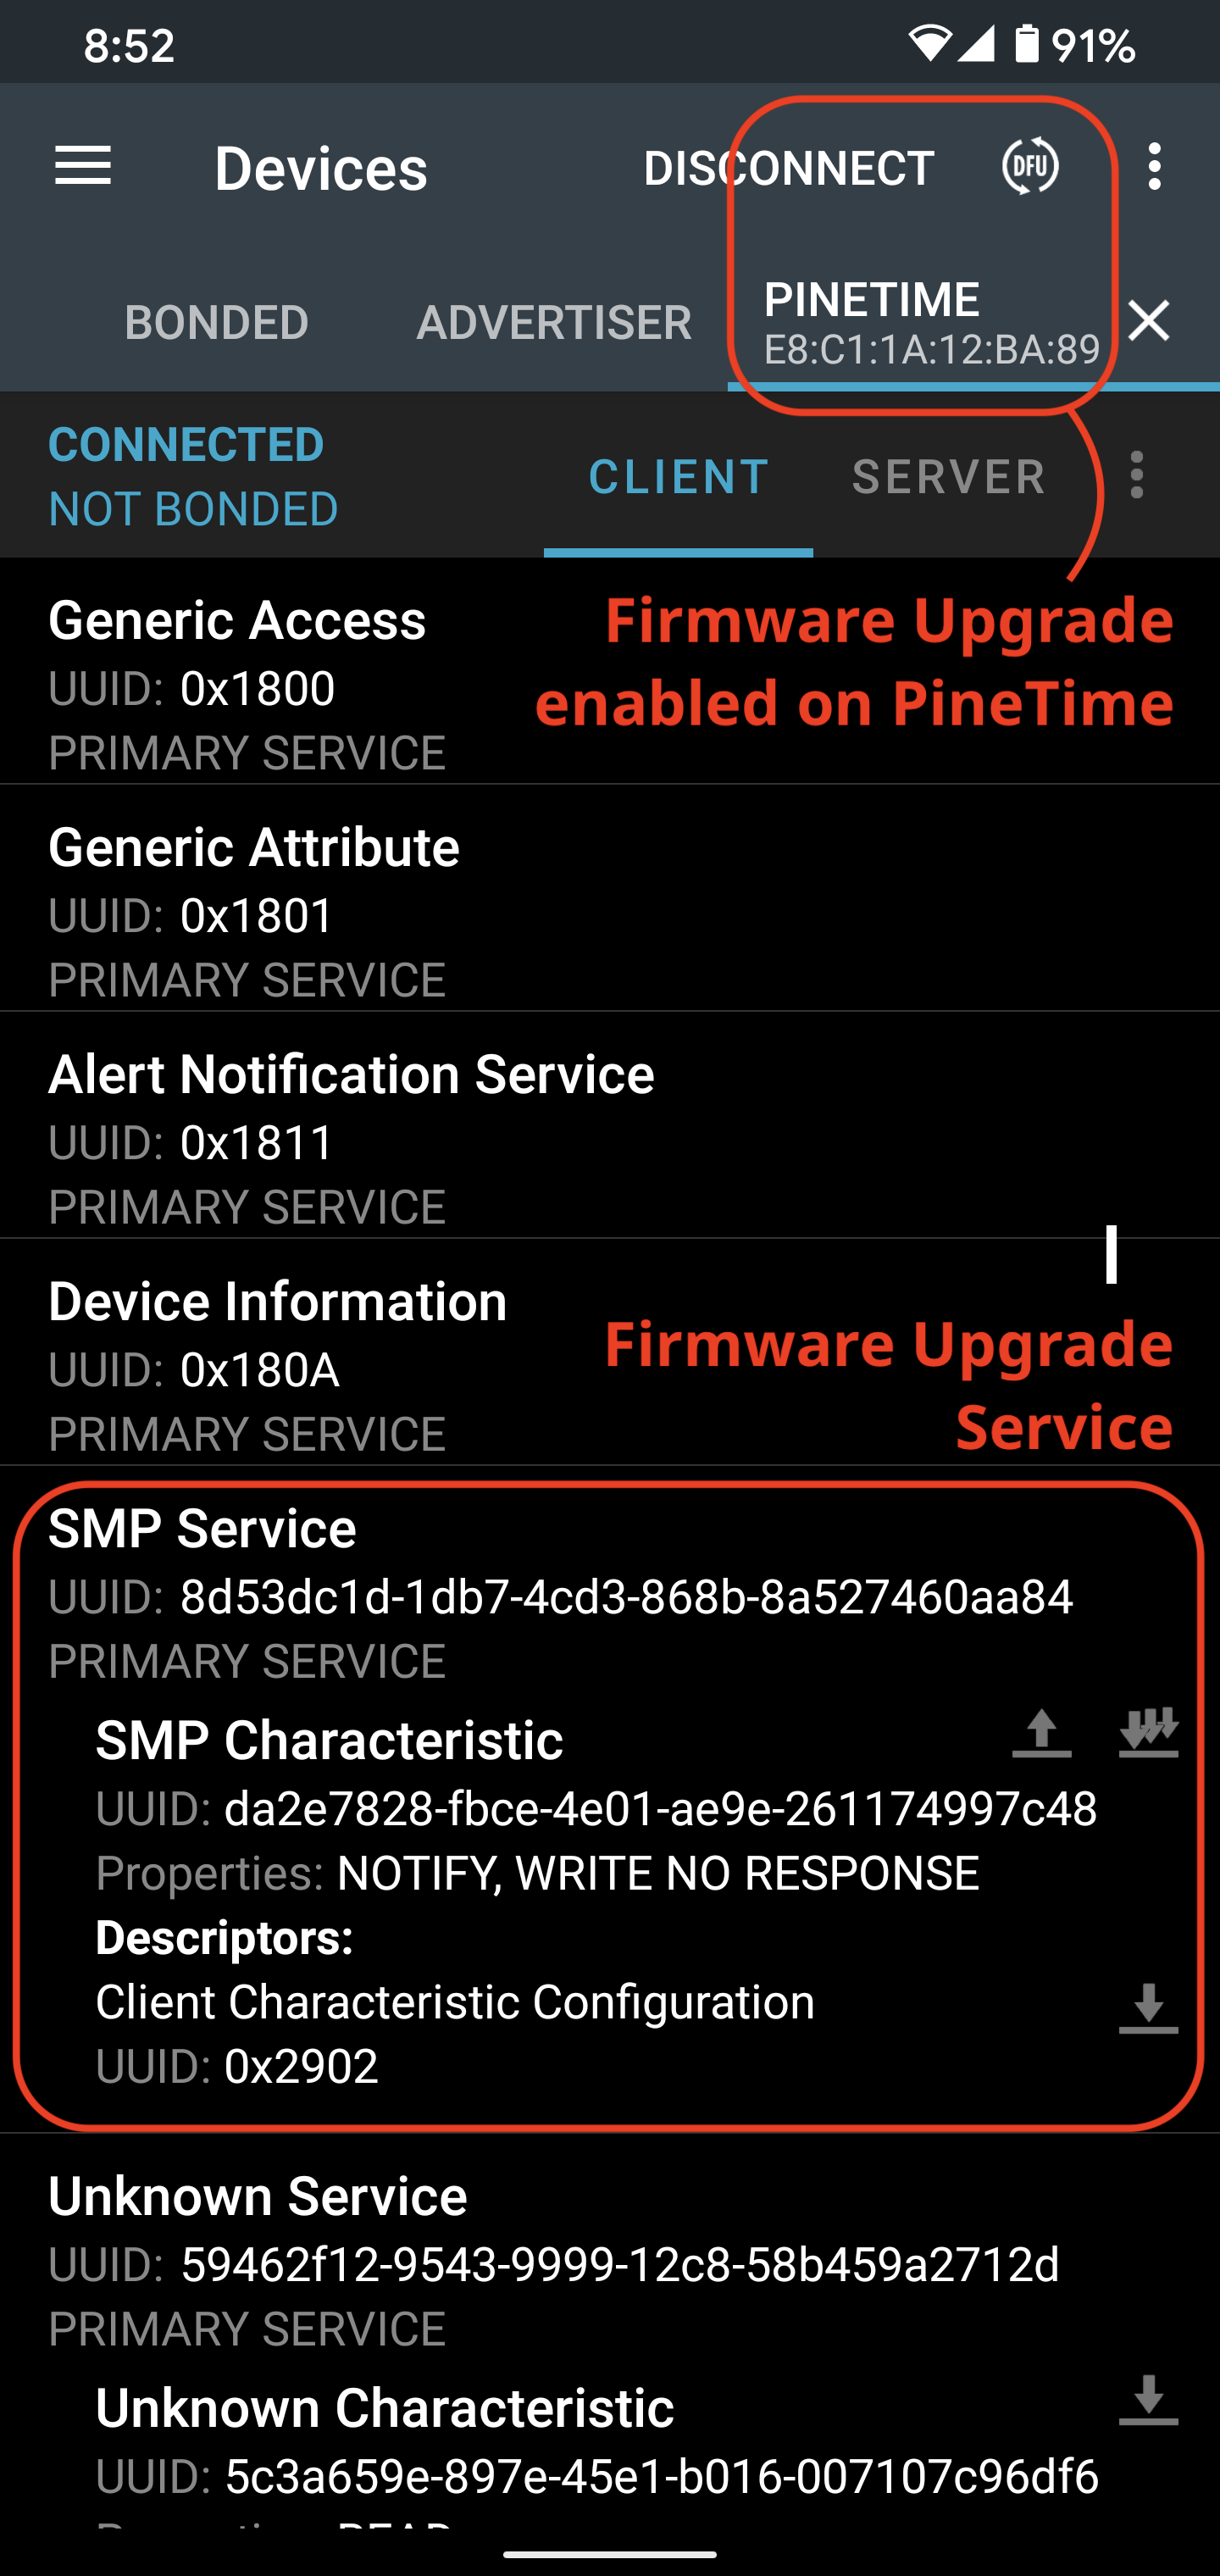 8:52
91%
Devices
DISCONNECT
DFU
BONDED
ADVERTISER
PINETIME
E8:C1:1A:12:BA:89
CONNECTED
NOT BONDED
CLIENT
SERVER
Firmware Upgrade
enabled on PineTime
Generic Access
UUID: 0x1800
PRIMARY SERVICE
Generic Attribute
UUID: 0x1801
PRIMARY SERVICE
Alert Notification Service
UUID: 0x1811
PRIMARY SERVICE
Device Information
UUID: 0x180A
PRIMARY SERVICE
Firmware Upgrade
Service
SMP Service
UUID: 8d53dc1d-1db7-4cd3-868b-8a527460aa84
PRIMARY SERVICE
SMP Characteristic
UUID: da2e7828-fbce-4e01-ae9e-261174997c48
Properties: NOTIFY, WRITE NO RESPONSE
Descriptors:
Client Characteristic Configuration
UUID: 0x2902
Unknown Service
UUID: 59462f12-9543-9999-12c8-58b459a2712d
PRIMARY SERVICE
Unknown Characteristic
UUID: 5c3a659e-897e-45e1-b016-007107c96df6